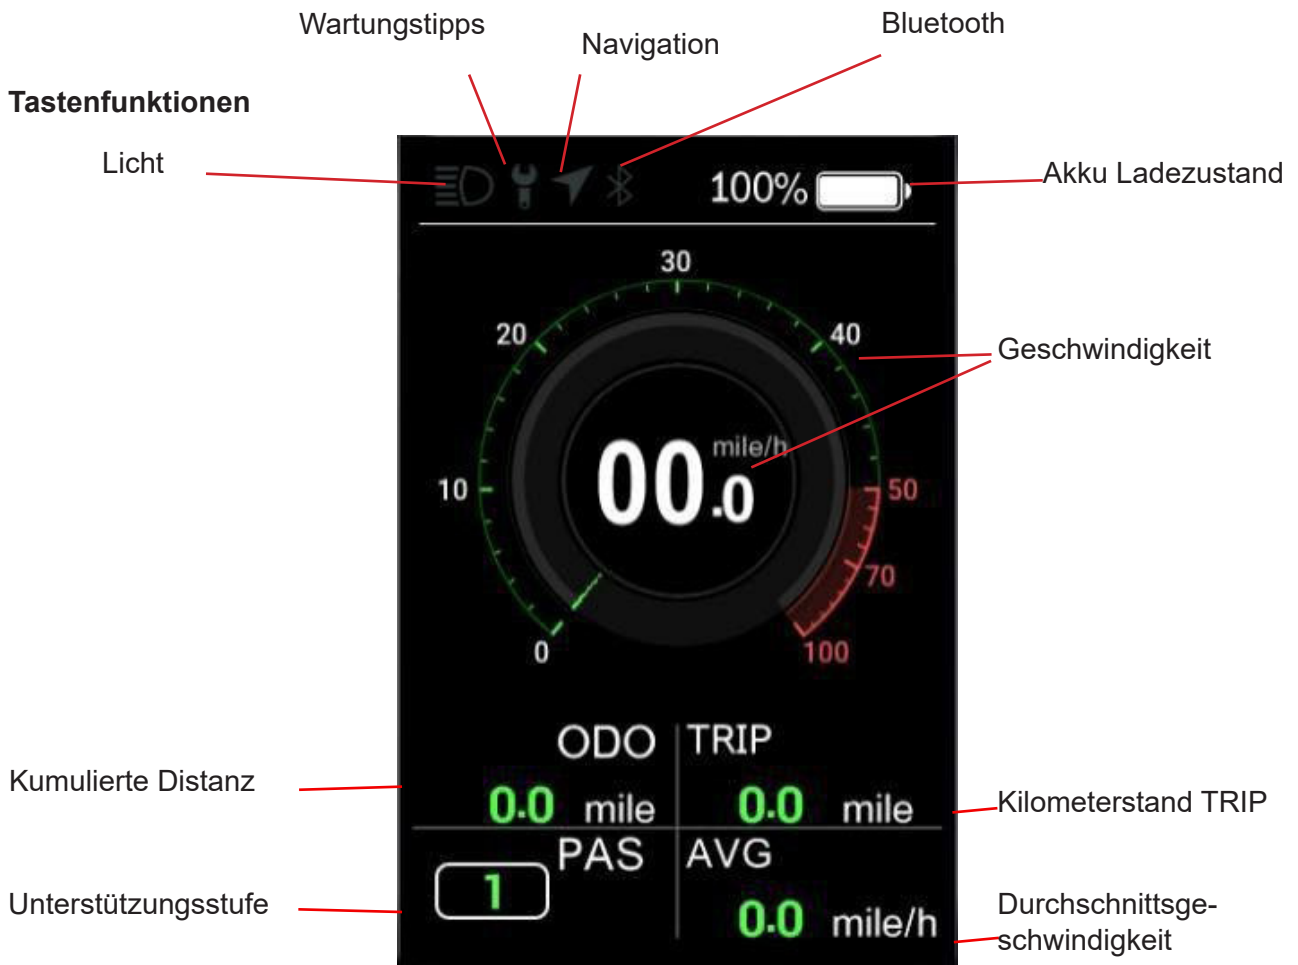 Wartungstipps
Navigation
Bluetooth
Tastenfunktionen
Licht
100%
Akku Ladezustand
30
20
40
Geschwindigkeit
mile/h
00.0
10
50
70
0
100
ODO
TRIP
Kumulierte Distanz
0.0 mile
0.0 mile
Kilometerstand TRIP
PAS
AVG
1
Unterstützungsstufe
0.0 mile/h
Durchschnittsge-
schwindigkeit